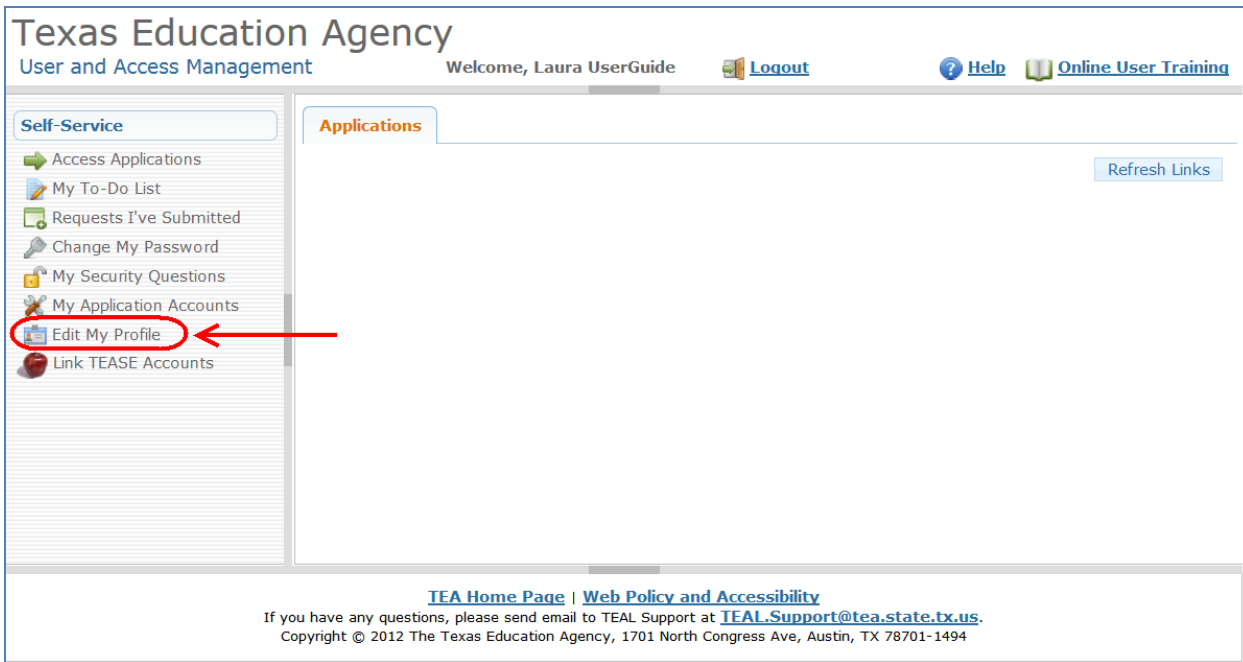 Texas Education Agency
User and Access Management
Welcome, Laura UserGuide
Logout
Help
Online User Training
Self-Service
Access Applications
My To-Do List
Requests I've Submitted
Change My Password
My Security Questions
My Application Accounts
Edit My Profile
Link TEASE Accounts
Applications
Refresh Links
TEA Home Page | Web Policy and Accessibility
If you have any questions, please send email to TEAL Support at TEAL.Support@tea.state.tx.us.
Copyright © 2012 The Texas Education Agency, 1701 North Congress Ave, Austin, TX 78701-1494